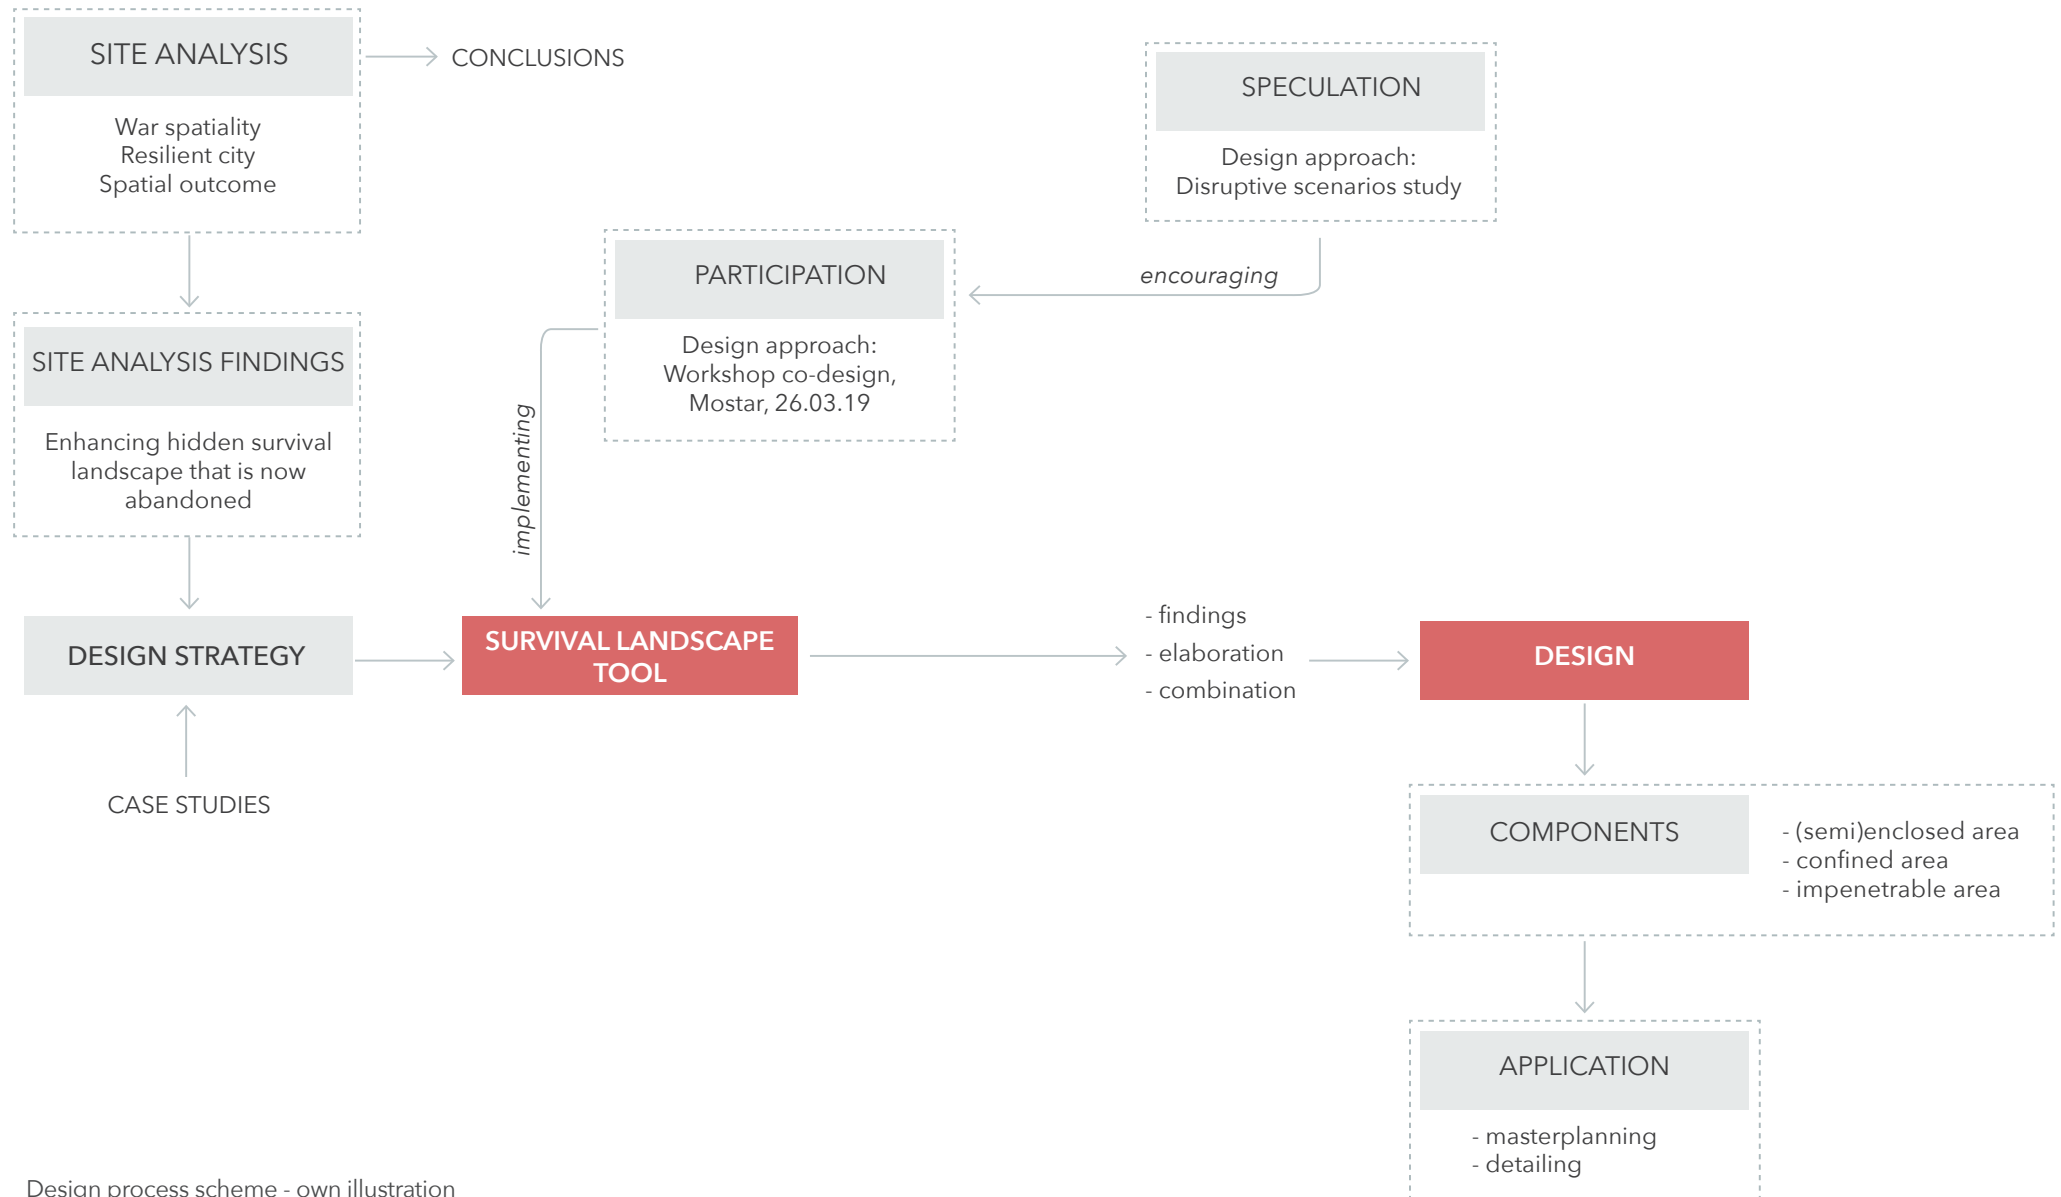 SITE ANALYSIS
CONCLUSIONS
War spatiality
Resilient city
Spatial outcome
SPECULATION
Design approach:
Disruptive scenarios study
encouraging
PARTICIPATION
Design approach:
Workshop co-design,
Mostar, 26.03.19
implementing
SITE ANALYSIS FINDINGS
Enhancing hidden survival
landscape that is now
abandoned
DESIGN STRATEGY
SURVIVAL LANDSCAPE
TOOL
- findings
- elaboration
- combination
DESIGN
CASE STUDIES
COMPONENTS
- (semi)enclosed area
- confined area
- impenetrable area
APPLICATION
- masterplanning
- detailing
Design process scheme - own illustration